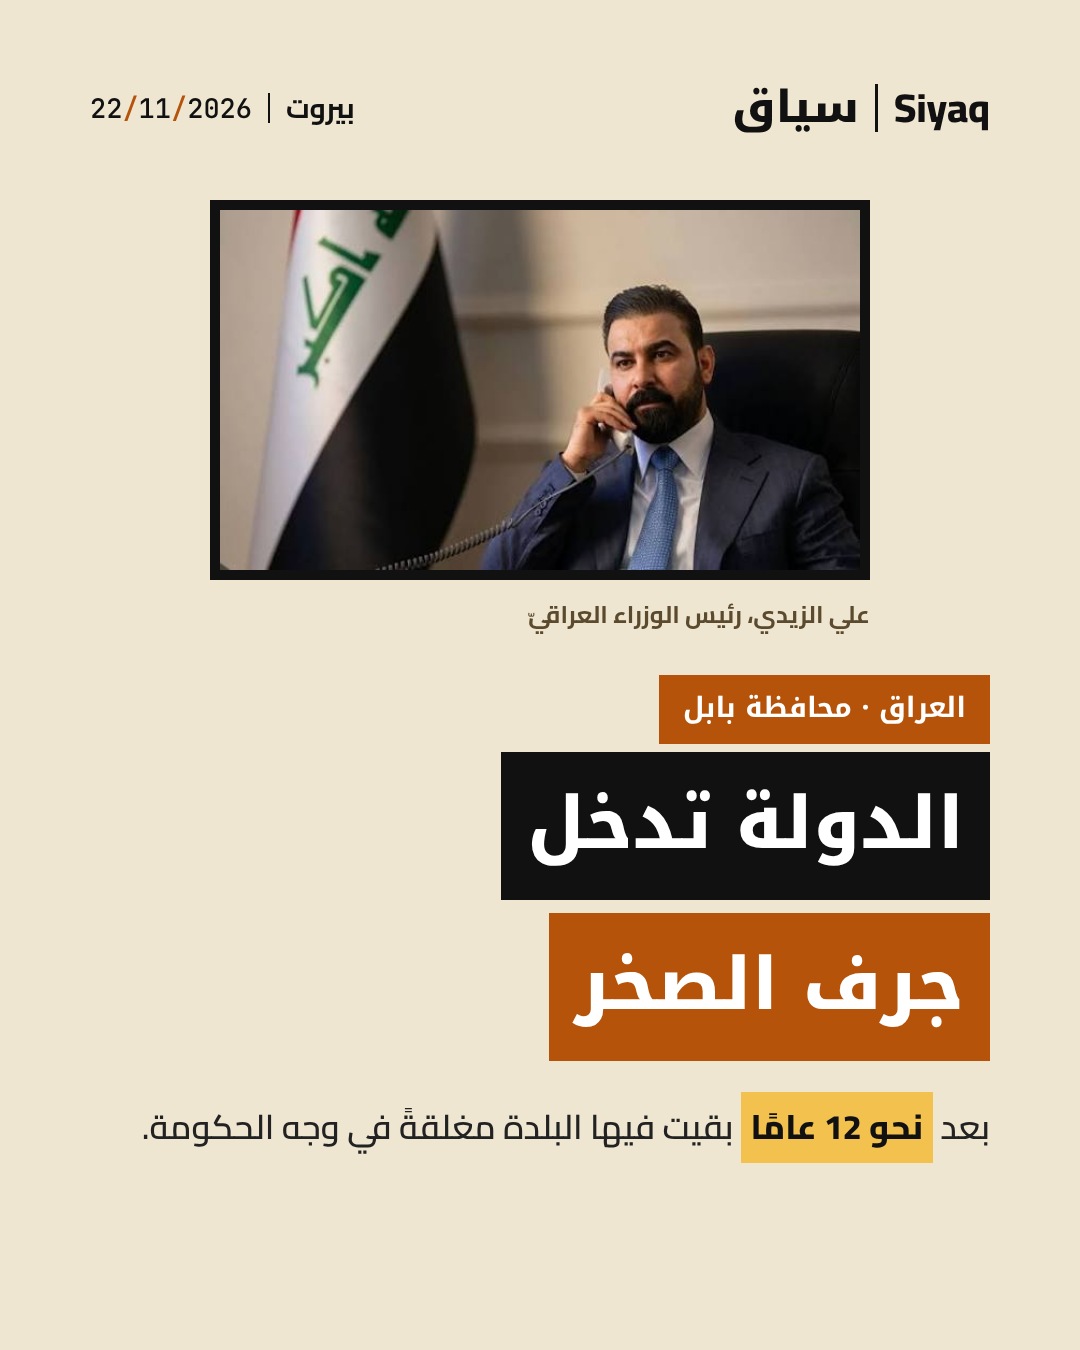 Siyaq | سياق
بيروت | 22/11/2026
اكبر
علي الزيدي، رئيس الوزراء العراقيّ
العراق · محافظة بابل
الدولة تدخل
جرف الصخر
بعد نحو 12 عامًا بقيت فيها البلدة مغلقةً في وجه الحكومة.